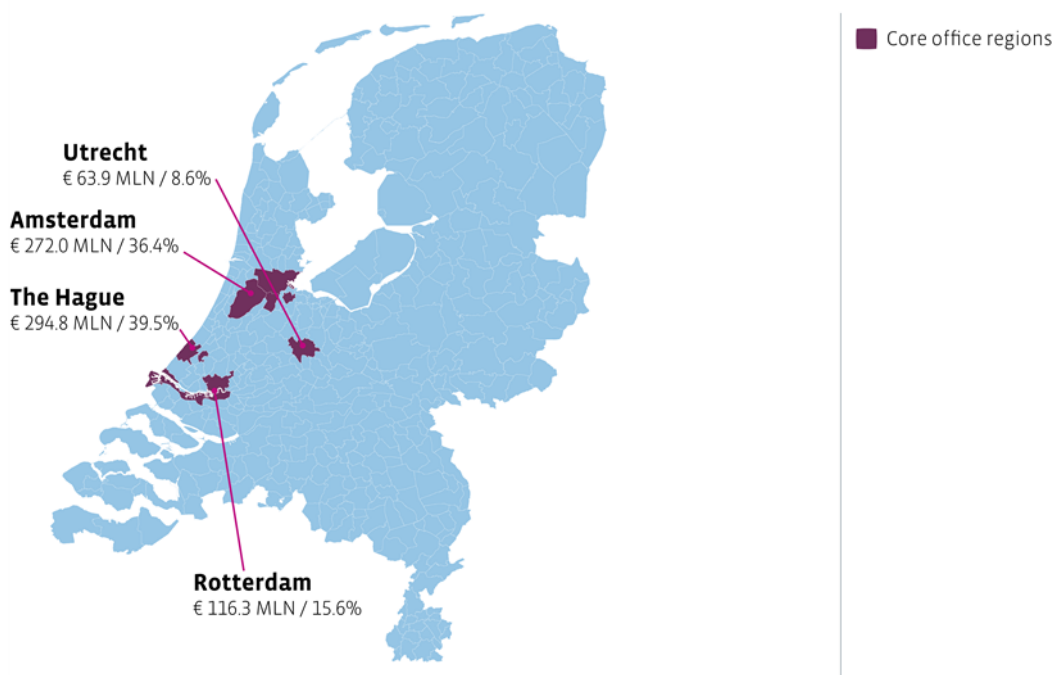 Core office regions
Utrecht
€ 63.9 MLN / 8.6%
Amsterdam
€ 272.0 MLN / 36.4%
The Hague
€ 294.8 MLN / 39.5%
Rotterdam
€ 116.3 MLN / 15.6%